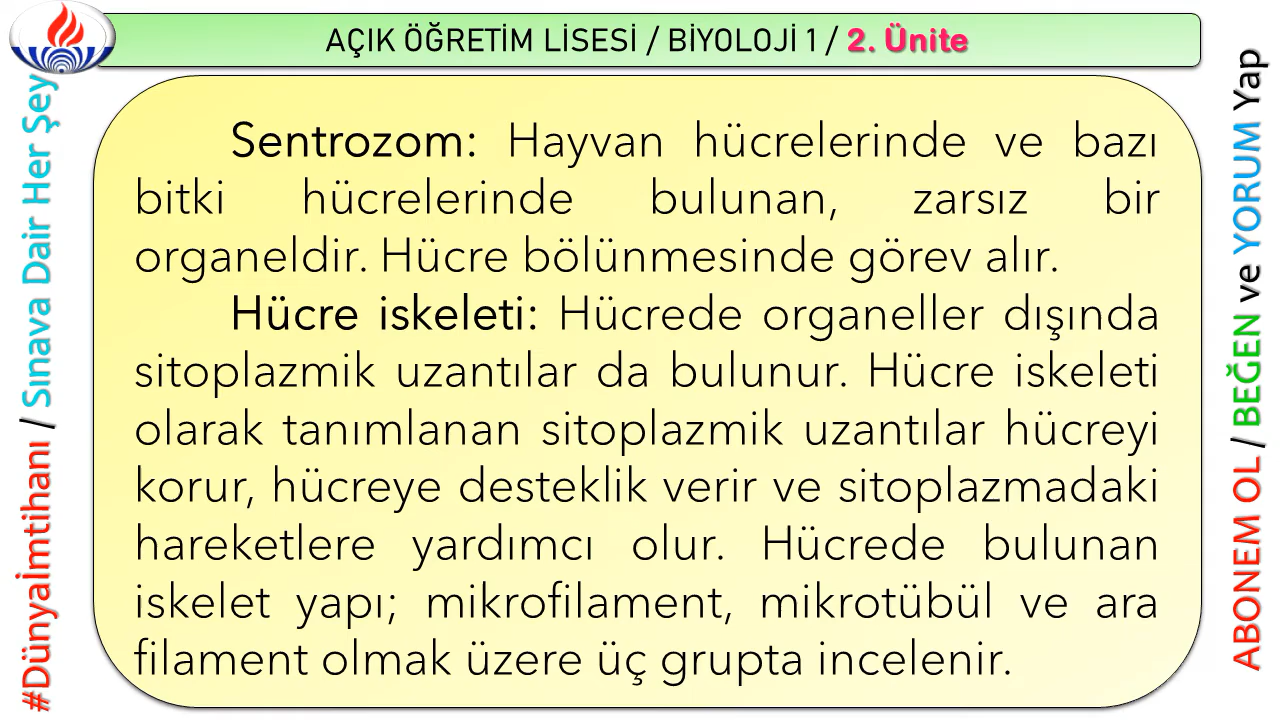 AÇIK ÖĞRETİM LİSESİ / BİYOLOJİ 1 / 2. Ünite
#Dünyaİmtihanı / Sınava Dair Her Şey
Sentrozom: Hayvan hücrelerinde ve bazı
bitki hücrelerinde bulunan, zarsız bir
organeldir. Hücre bölünmesinde görev alır.
Hücre iskeleti: Hücrede organeller dışında
sitoplazmik uzantılar da bulunur. Hücre iskeleti
olarak tanımlanan sitoplazmik uzantılar hücreyi
korur, hücreye desteklik verir ve sitoplazmadaki
hareketlere yardımcı olur. Hücrede bulunan
iskelet yapı; mikrofilament, mikrotübül ve ara
filament olmak üzere üç grupta incelenir.
ABONEM OL / BEĞEN ve YORUM Yap